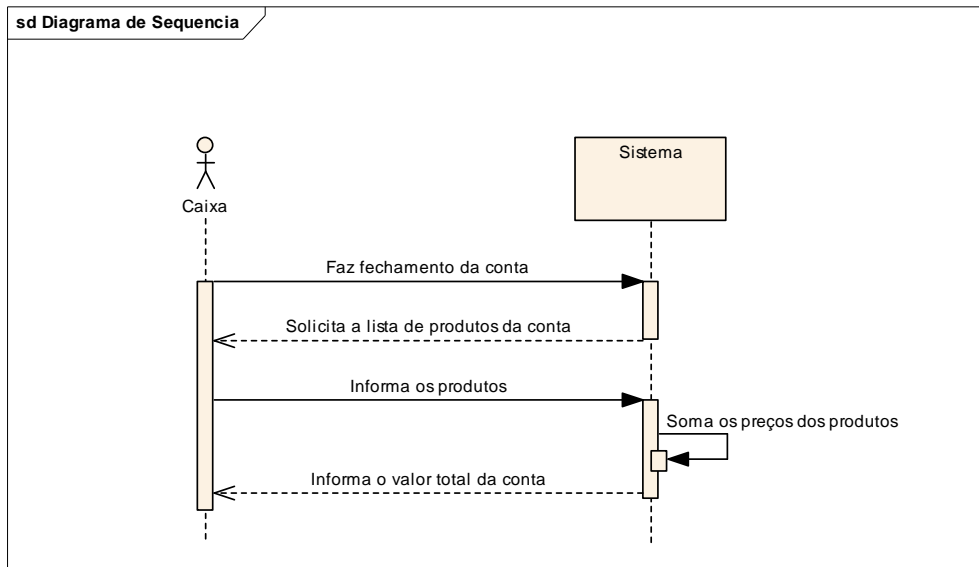 sd Diagrama de Sequencia
Caixa
Sistema
Faz fechamento da conta
Solicita a lista de produtos da conta
Informa os produtos
Soma os preços dos produtos
Informa o valor total da conta